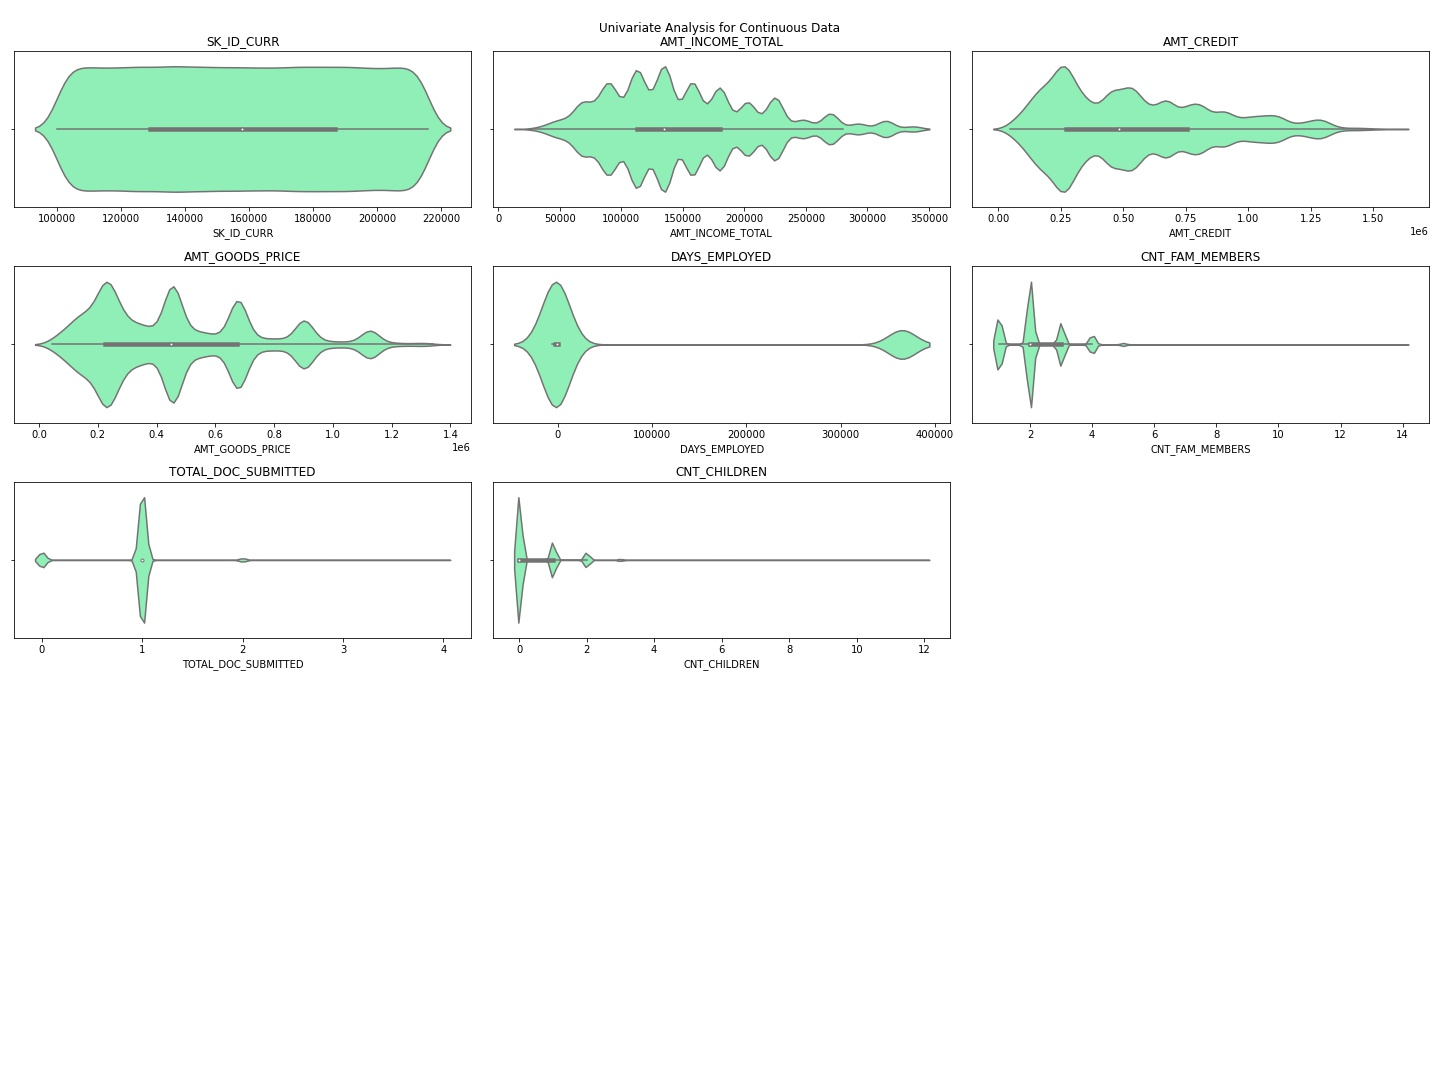 Univariate Analysis for Continuous Data
SK_ID_CURR
AMT_INCOME_TOTAL
AMT_CREDIT
100000 120000 140000 160000 180000 200000 220000
0 50000 100000 150000 200000 250000 300000 350000
0.00 0.25 0.50 0.75 1.00 1.25 1.50
1e6
SK_ID_CURR
AMT_INCOME_TOTAL
AMT_CREDIT
AMT_GOODS_PRICE
DAYS_EMPLOYED
CNT_FAM_MEMBERS
0.0 0.2 0.4 0.6 0.8 1.0 1.2 1.4
1e6
0 100000 200000 300000 400000
2 4 6 8 10 12 14
AMT_GOODS_PRICE
DAYS_EMPLOYED
CNT_FAM_MEMBERS
TOTAL_DOC_SUBMITTED
CNT_CHILDREN
0 1 2 3 4
0 2 4 6 8 10 12
TOTAL_DOC_SUBMITTED
CNT_CHILDREN